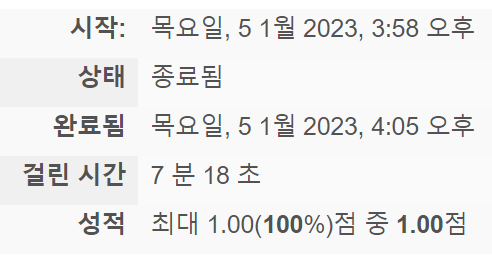 시작: 목요일, 5 1월 2023, 3:58 오후
상태 종료됨
완료됨 목요일, 5 1월 2023, 4:05 오후
걸린 시간 7 분 18 초
성적 최대 1.00(100%)점 중 1.00점